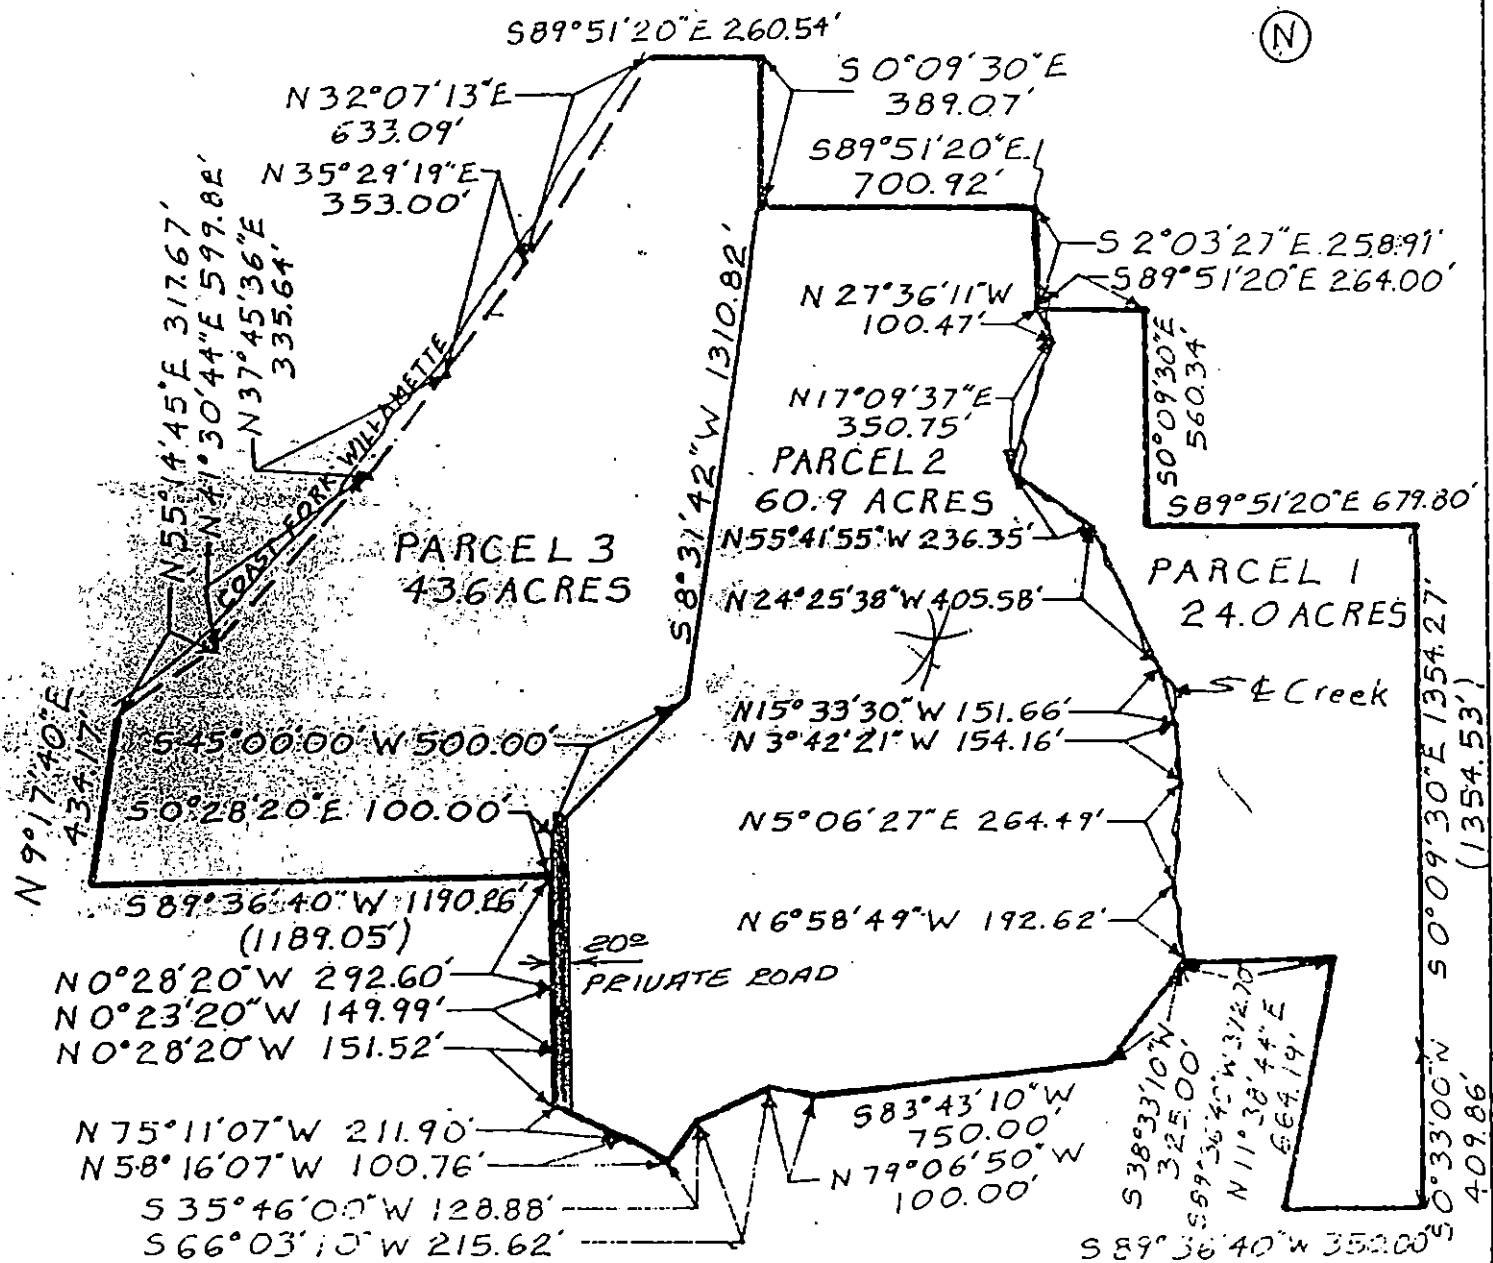 N
S89°51'20"E 260.54'
N32°07'13"E
633.09'
S0°09'30"E
389.07'
N35°29'19"E
353.00'
S89°51'20"E
700.92'
N55°14'45"E 317.67'
N41°30'44"E 599.82'
N37°45'36"E
335.64'
S2°03'27"E 258.91'
S89°51'20"E 264.00'
N27°36'11"W
100.47'
S8°31'42"W 1310.82'
COAST FORK WILLAMETTE
S0°09'30"E
560.34'
N17°09'37"E
350.75'
PARCEL 2
60.9 ACRES
S89°51'20"E 679.80'
N55°41'55"W 236.35'
PARCEL 3
43.6 ACRES
PARCEL 1
24.0 ACRES
N24°25'38"W 405.58'
S0°09'30"E 1354.27'
(1354.53')
℄ Creek
N9°17'40"E
434.17'
N15°33'30"W 151.66'
S45°00'00"W 500.00'
N3°42'21"W 154.16'
S0°28'20"E 100.00'
N5°06'27"E 264.49'
S89°36'40"W 1190.26'
(1189.05')
N6°58'49"W 192.62'
20'
PRIVATE ROAD
N0°28'20"W 292.60'
N0°23'20"W 149.99'
N0°28'20"W 151.52'
S38°33'10"W
325.00'
S89°36'40"W 312.70'
N11°38'44"E
664.19'
S0°33'00"W
409.86'
S83°43'10"W
750.00'
N75°11'07"W 211.90'
N58°16'07"W 100.76'
N79°06'50"W
100.00'
S35°46'00"W 128.88'
S66°03'10"W 215.62'
S89°36'40"W 350.00'